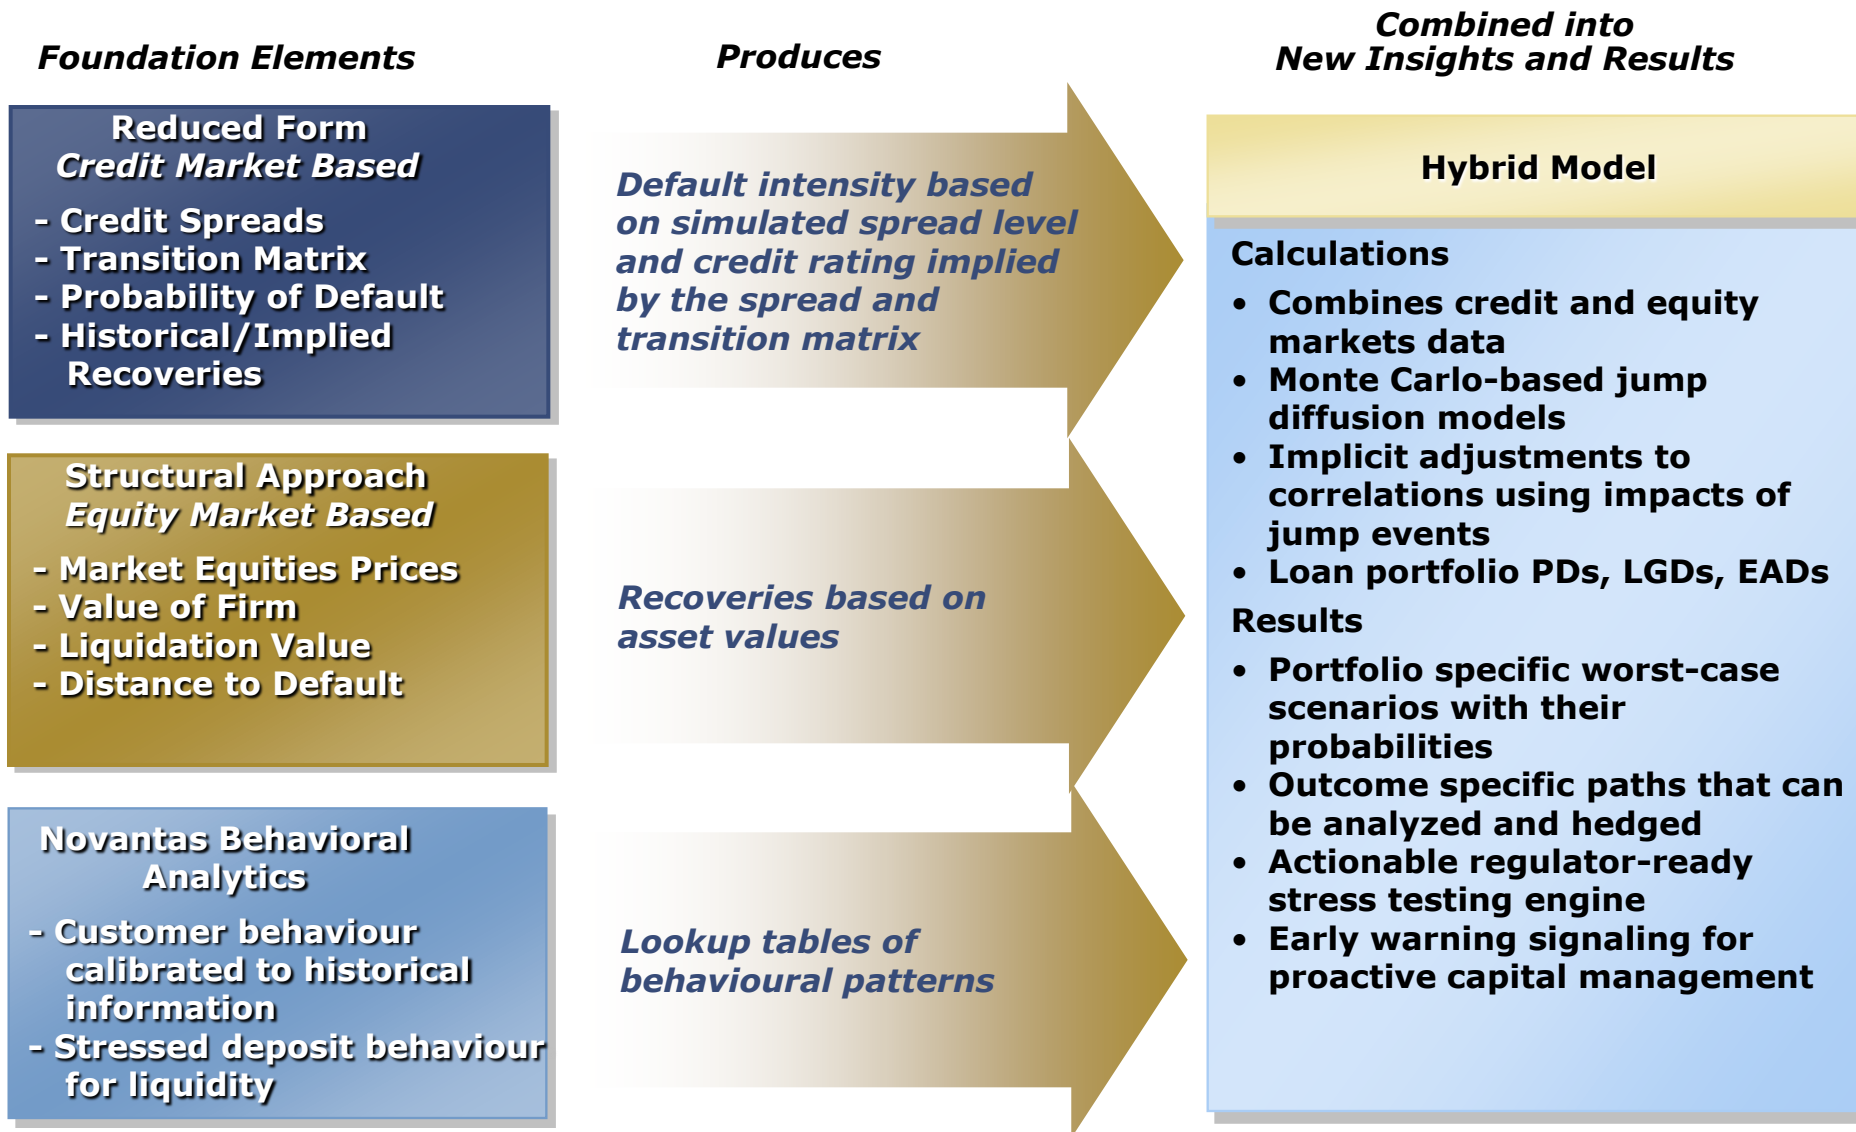 Foundation Elements
Reduced Form
Credit Market Based
- Credit Spreads
- Transition Matrix
- Probability of Default
- Historical/Implied
Recoveries
Structural Approach
Equity Market Based
- Market Equities Prices
- Value of Firm
- Liquidation Value
- Distance to Default
Novantas Behavioral
Analytics
- Customer behaviour
calibrated to historical
information
- Stressed deposit behaviour
for liquidity
Produces
Default intensity based
on simulated spread level
and credit rating implied
by the spread and
transition matrix
Recoveries based on
asset values
Lookup tables of
behavioural patterns
Combined into
New Insights and Results
Hybrid Model
Calculations
• Combines credit and equity
markets data
• Monte Carlo-based jump
diffusion models
• Implicit adjustments to
correlations using impacts of
jump events
• Loan portfolio PDs, LGDs, EADs
Results
• Portfolio specific worst-case
scenarios with their
probabilities
• Outcome specific paths that can
be analyzed and hedged
• Actionable regulator-ready
stress testing engine
• Early warning signaling for
proactive capital management